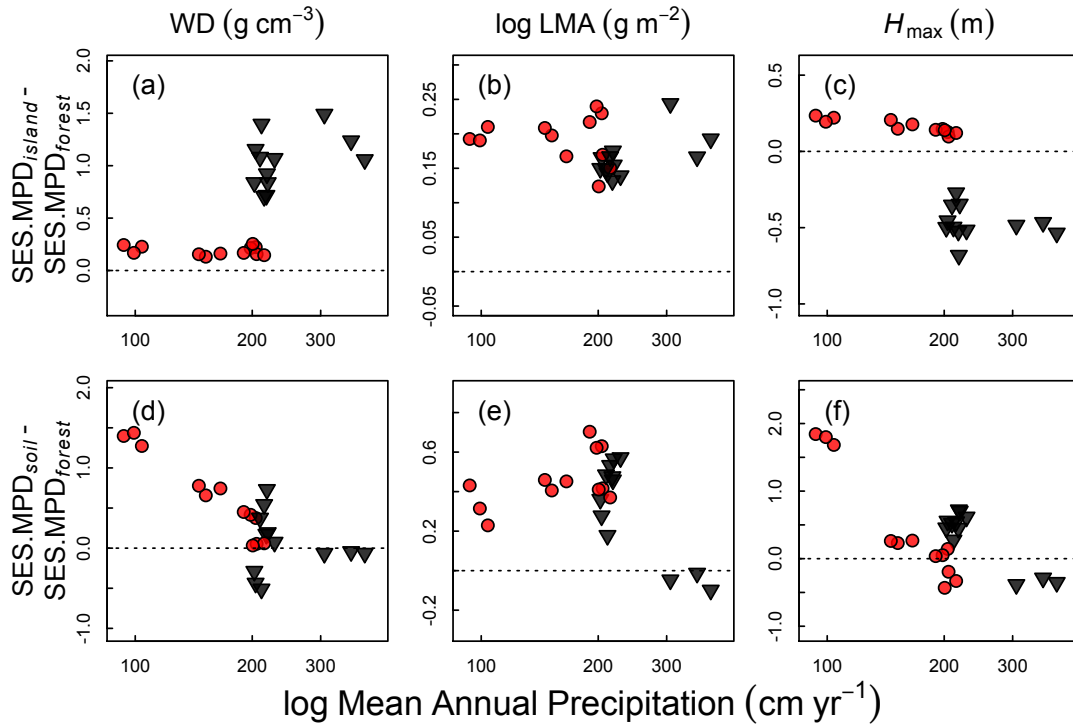 WD (g cm−3) log LMA (g m−2) Hmax (m)
SES.MPDisland -
SES.MPDforest
(a)
2.0
1.5
1.0
0.5
0.0
100 200 300
(b)
0.25
0.15
0.05
-0.05
100 200 300
(c)
0.5
0.0
-0.5
-1.0
100 200 300
SES.MPDsoil -
SES.MPDforest
(d)
2.0
1.0
0.0
-1.0
100 200 300
(e)
0.6
0.2
-0.2
100 200 300
(f)
2.0
1.0
0.0
-1.0
100 200 300
log Mean Annual Precipitation (cm yr−1)